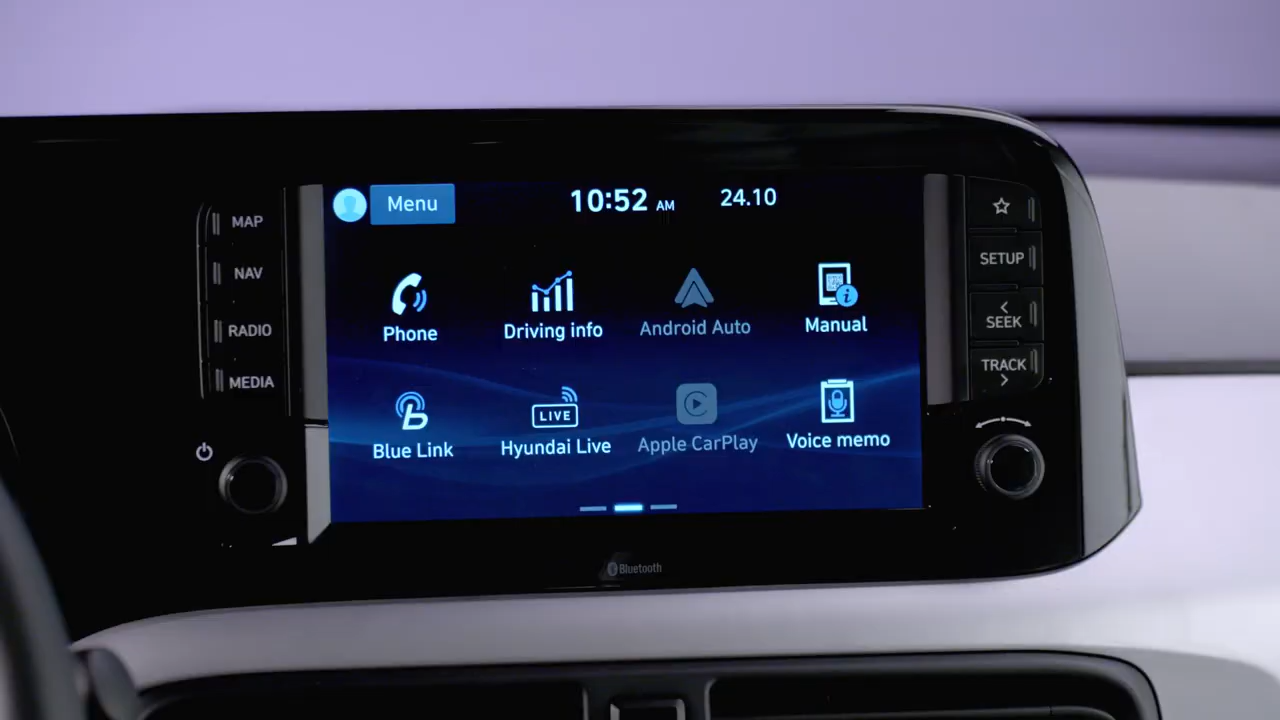 Menu
10:52 AM
24.10
MAP
NAV
RADIO
MEDIA
Phone
Driving info
Android Auto
Manual
Blue Link
LIVE
Hyundai Live
Apple CarPlay
Voice memo
SETUP
SEEK
TRACK
Bluetooth